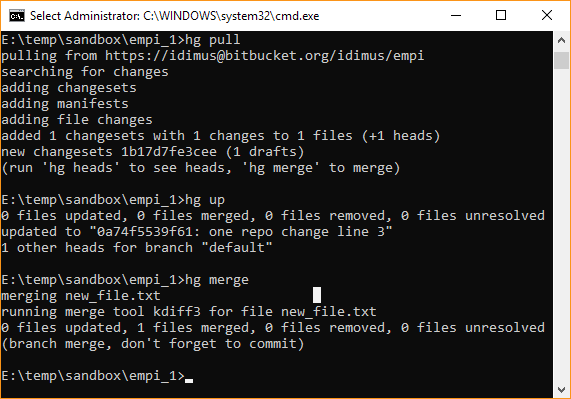 Select Administrator: C:\WINDOWS\system32\cmd.exe
E:\temp\sandbox\empi_1>hg pull
pulling from https://idimus@bitbucket.org/idimus/empi
searching for changes
adding changesets
adding manifests
adding file changes
added 1 changesets with 1 changes to 1 files (+1 heads)
new changesets 1b17d7fe3cee (1 drafts)
(run 'hg heads' to see heads, 'hg merge' to merge)
E:\temp\sandbox\empi_1>hg up
0 files updated, 0 files merged, 0 files removed, 0 files unresolved
updated to "0a74f5539f61: one repo change line 3"
1 other heads for branch "default"
E:\temp\sandbox\empi_1>hg merge
merging new_file.txt
running merge tool kdiff3 for file new_file.txt
0 files updated, 1 files merged, 0 files removed, 0 files unresolved
(branch merge, don't forget to commit)
E:\temp\sandbox\empi_1>